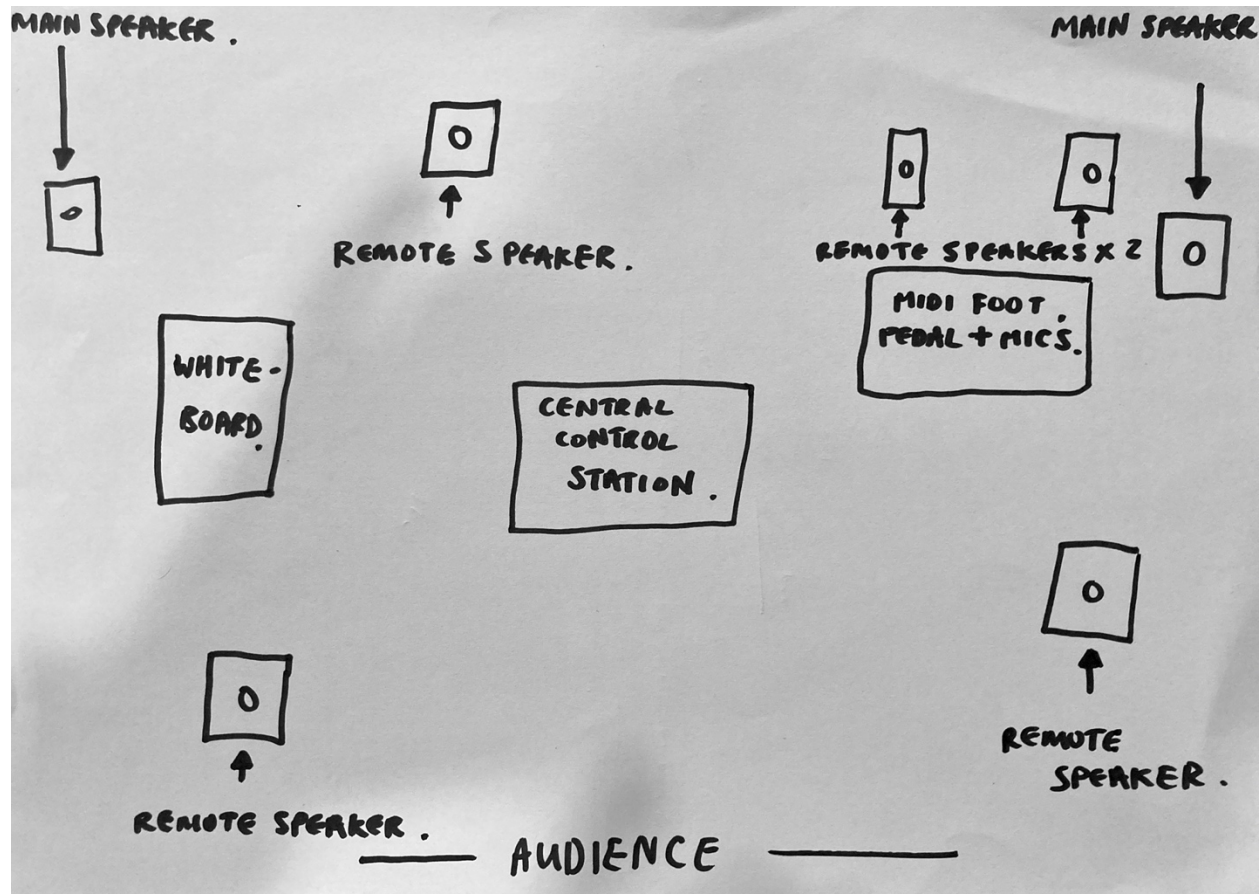 MAIN SPEAKER.
MAIN SPEAKER
REMOTE SPEAKER.
REMOTE SPEAKERS X 2
MIDI FOOT.
PEDAL + MICS.
WHITE-
BOARD.
CENTRAL
CONTROL
STATION.
REMOTE
SPEAKER.
REMOTE SPEAKER.
AUDIENCE